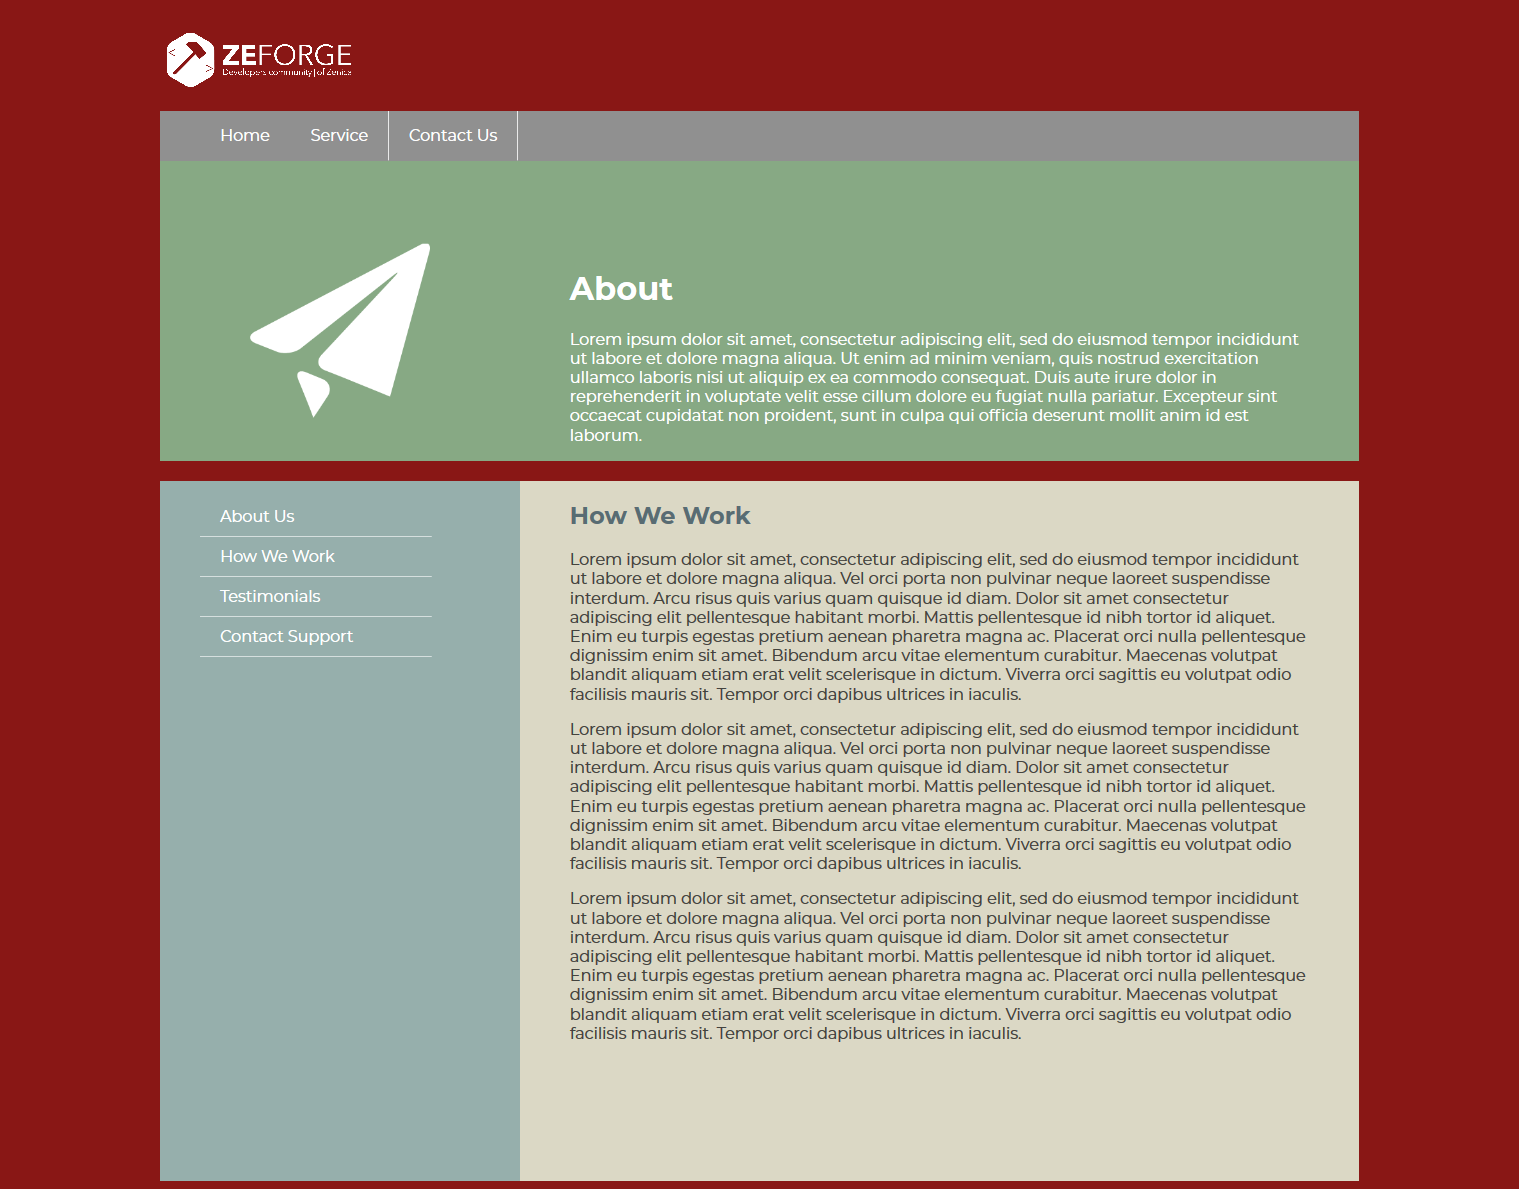 ZEFORGE
Developers community| of Zenica
Home Service Contact Us
About
Lorem ipsum dolor sit amet, consectetur adipiscing elit, sed do eiusmod tempor incididunt
ut labore et dolore magna aliqua. Ut enim ad minim veniam, quis nostrud exercitation
ullamco laboris nisi ut aliquip ex ea commodo consequat. Duis aute irure dolor in
reprehenderit in voluptate velit esse cillum dolore eu fugiat nulla pariatur. Excepteur sint
occaecat cupidatat non proident, sunt in culpa qui officia deserunt mollit anim id est
laborum.
About Us
How We Work
Testimonials
Contact Support
How We Work
Lorem ipsum dolor sit amet, consectetur adipiscing elit, sed do eiusmod tempor incididunt
ut labore et dolore magna aliqua. Vel orci porta non pulvinar neque laoreet suspendisse
interdum. Arcu risus quis varius quam quisque id diam. Dolor sit amet consectetur
adipiscing elit pellentesque habitant morbi. Mattis pellentesque id nibh tortor id aliquet.
Enim eu turpis egestas pretium aenean pharetra magna ac. Placerat orci nulla pellentesque
dignissim enim sit amet. Bibendum arcu vitae elementum curabitur. Maecenas volutpat
blandit aliquam etiam erat velit scelerisque in dictum. Viverra orci sagittis eu volutpat odio
facilisis mauris sit. Tempor orci dapibus ultrices in iaculis.
Lorem ipsum dolor sit amet, consectetur adipiscing elit, sed do eiusmod tempor incididunt
ut labore et dolore magna aliqua. Vel orci porta non pulvinar neque laoreet suspendisse
interdum. Arcu risus quis varius quam quisque id diam. Dolor sit amet consectetur
adipiscing elit pellentesque habitant morbi. Mattis pellentesque id nibh tortor id aliquet.
Enim eu turpis egestas pretium aenean pharetra magna ac. Placerat orci nulla pellentesque
dignissim enim sit amet. Bibendum arcu vitae elementum curabitur. Maecenas volutpat
blandit aliquam etiam erat velit scelerisque in dictum. Viverra orci sagittis eu volutpat odio
facilisis mauris sit. Tempor orci dapibus ultrices in iaculis.
Lorem ipsum dolor sit amet, consectetur adipiscing elit, sed do eiusmod tempor incididunt
ut labore et dolore magna aliqua. Vel orci porta non pulvinar neque laoreet suspendisse
interdum. Arcu risus quis varius quam quisque id diam. Dolor sit amet consectetur
adipiscing elit pellentesque habitant morbi. Mattis pellentesque id nibh tortor id aliquet.
Enim eu turpis egestas pretium aenean pharetra magna ac. Placerat orci nulla pellentesque
dignissim enim sit amet. Bibendum arcu vitae elementum curabitur. Maecenas volutpat
blandit aliquam etiam erat velit scelerisque in dictum. Viverra orci sagittis eu volutpat odio
facilisis mauris sit. Tempor orci dapibus ultrices in iaculis.